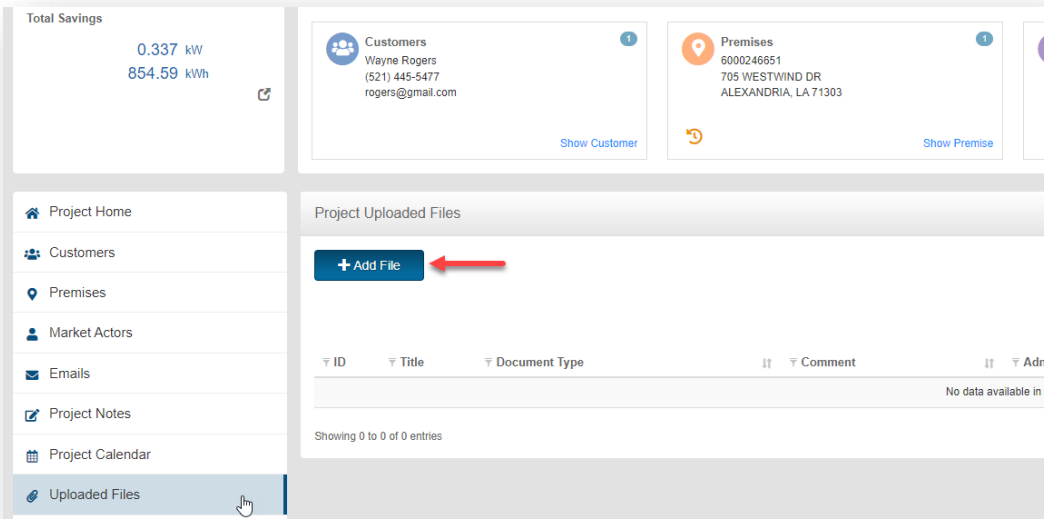 Total Savings
0.337 kW
854.59 kWh
Customers
1
Wayne Rogers
(521) 445-5477
rogers@gmail.com
Show Customer
Premises
1
6000246651
705 WESTWIND DR
ALEXANDRIA, LA 71303
Show Premise
Project Home
Customers
Premises
Market Actors
Emails
Project Notes
Project Calendar
Uploaded Files
Project Uploaded Files
Add File
ID Title Document Type Comment
No data available in
Showing 0 to 0 of 0 entries